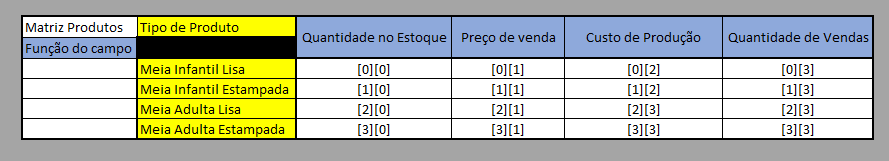 Matriz Produtos Tipo de Produto Quantidade no Estoque Preço de venda Custo de Produção Quantidade de Vendas
Função do campo
Meia Infantil Lisa [0][0] [0][1] [0][2] [0][3]
Meia Infantil Estampada [1][0] [1][1] [1][2] [1][3]
Meia Adulta Lisa [2][0] [2][1] [2][3] [2][3]
Meia Adulta Estampada [3][0] [3][1] [3][3] [3][3]